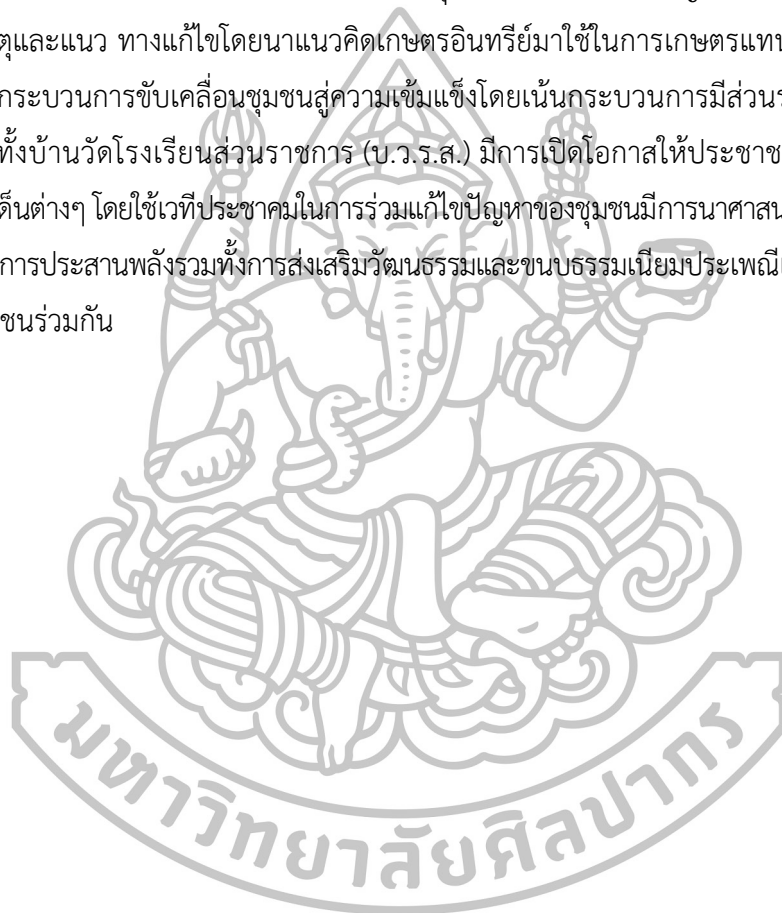 ตุและแนว ทางแก้ไขโดยนาแนวคิดเกษตรอินทรีย์มาใช้ในการเกษตรแทน
กระบวนการขับเคลื่อนชุมชนสู่ความเข้มแข็งโดยเน้นกระบวนการมีส่วนร
ทั้งบ้านวัดโรงเรียนส่วนราชการ (บ.ว.ร.ส.) มีการเปิดโอกาสให้ประชาช
ด็นต่างๆ โดยใช้เวทีประชาคมในการร่วมแก้ไขปัญหาของชุมชนมีการนาศาสน
การประสานพลังรวมทั้งการส่งเสริมวัฒนธรรมและขนบธรรมเนียมประเพณี
ชนร่วมกัน
มหาวิทยาลัยศิลปากร